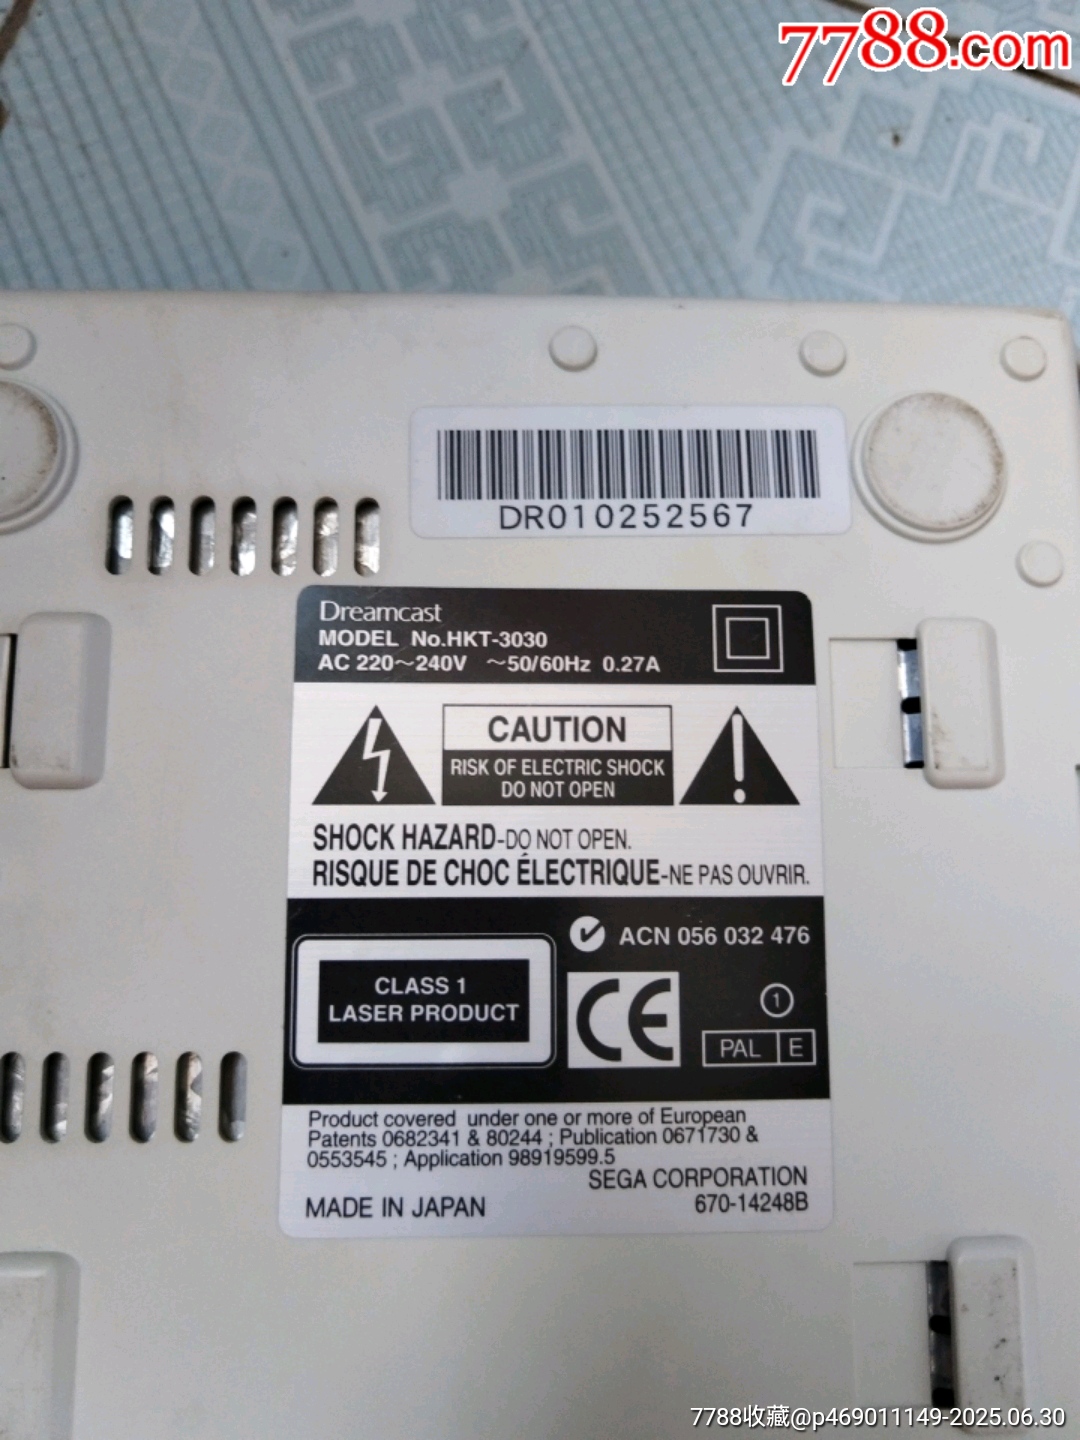 7788.com
DR010252567
Dreamcast
MODEL No.HKT-3030
AC 220～240V ～50/60Hz 0.27A
CAUTION
RISK OF ELECTRIC SHOCK
DO NOT OPEN
SHOCK HAZARD-DO NOT OPEN.
RISQUE DE CHOC ÉLECTRIQUE-NE PAS OUVRIR.
ACN 056 032 476
CLASS 1
LASER PRODUCT
CE
1
PAL E
Product covered under one or more of European
Patents 0682341 & 80244 ; Publication 0671730 &
0553545 ; Application 98919599.5
SEGA CORPORATION
MADE IN JAPAN
670-14248B
7788收藏@p469011149-2025.06.30